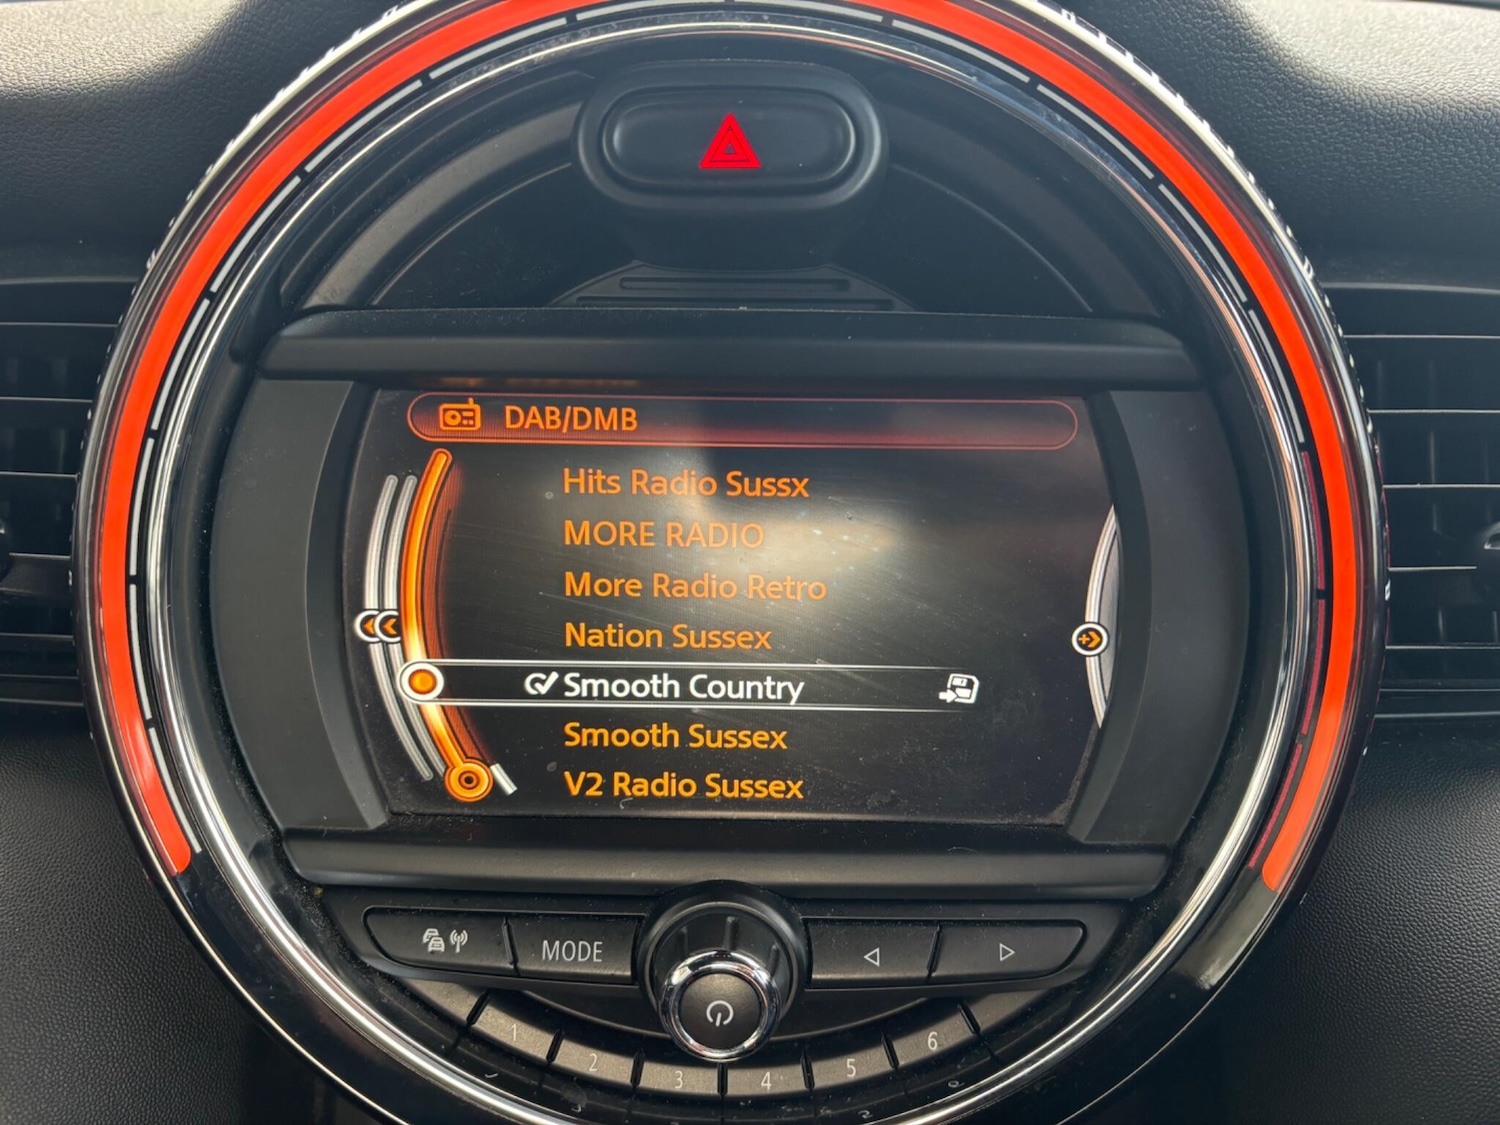 DAB/DMB
Hits Radio Sussx
MORE RADIO
More Radio Retro
Nation Sussex
Smooth Country
Smooth Sussex
V2 Radio Sussex
MODE
1 2 3 4 5 6